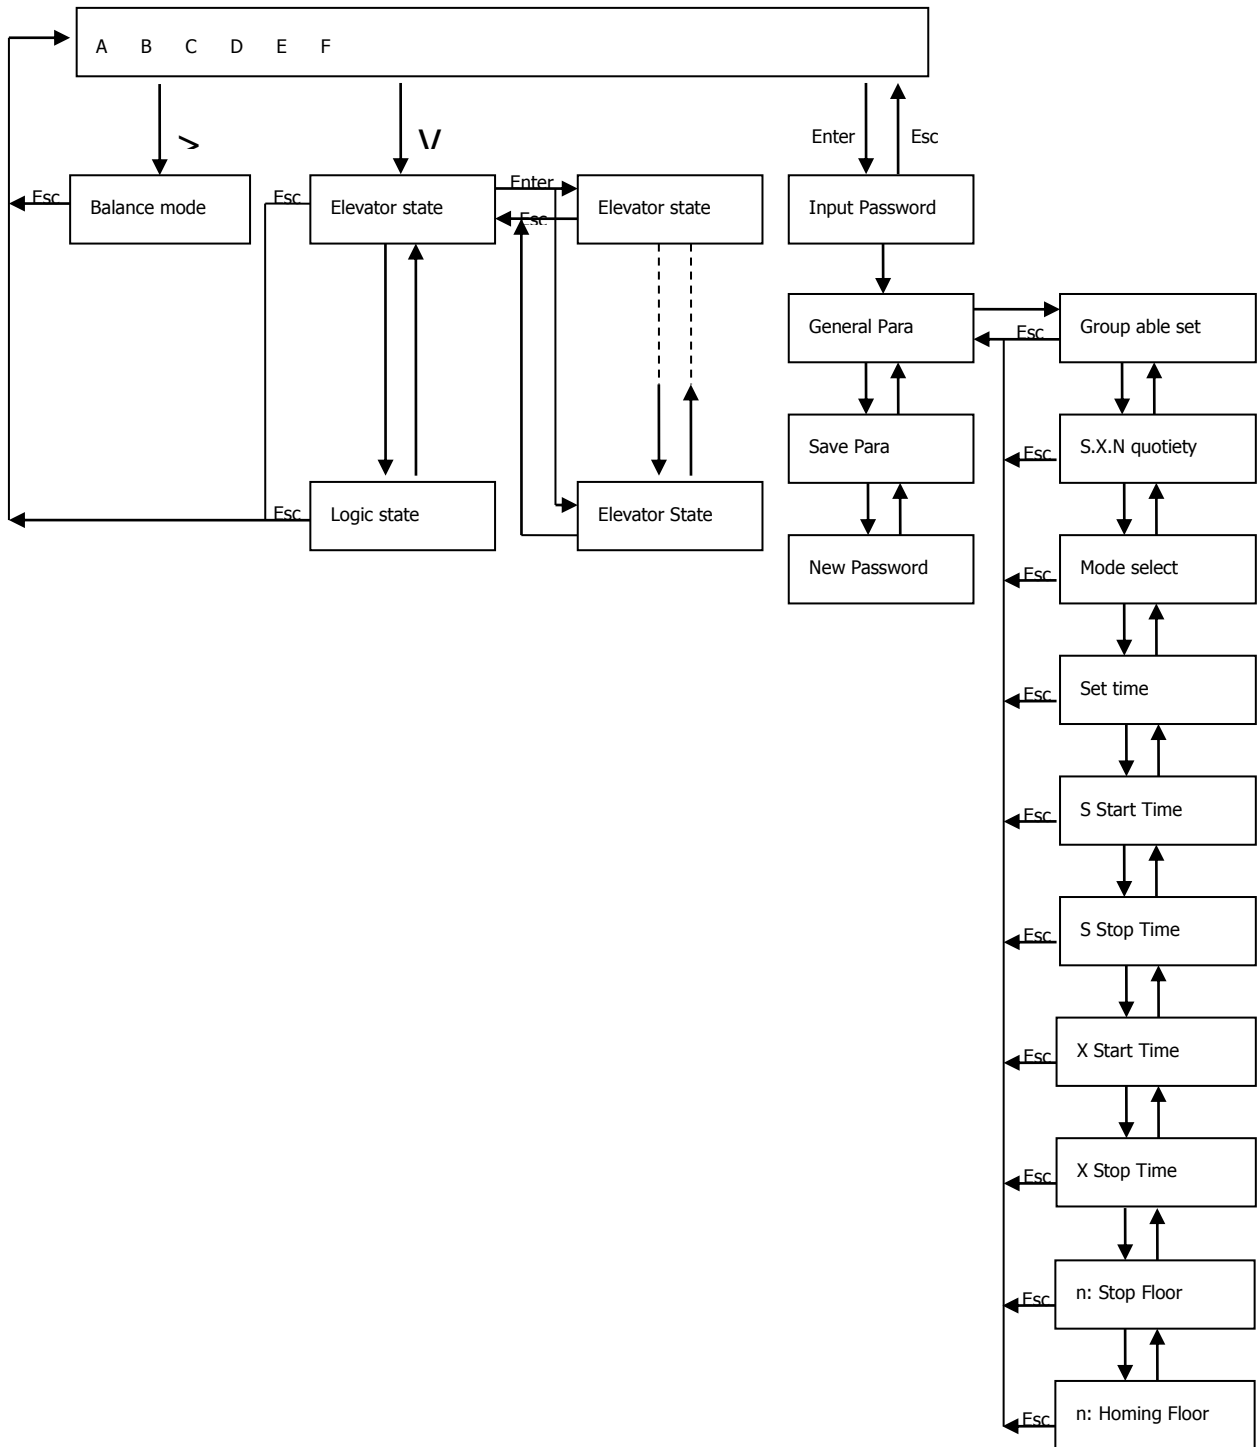 A B C D E F
>
Enter Esc
Esc Balance mode
Esc Elevator state
Enter
Esc
Elevator state
Input Password
General Para
Esc
Group able set
Save Para
Esc
S.X.N quotiety
Esc Logic state
Elevator State
New Password
Esc
Mode select
Esc
Set time
Esc
S Start Time
Esc
S Stop Time
Esc
X Start Time
Esc
X Stop Time
Esc
n: Stop Floor
Esc
n: Homing Floor